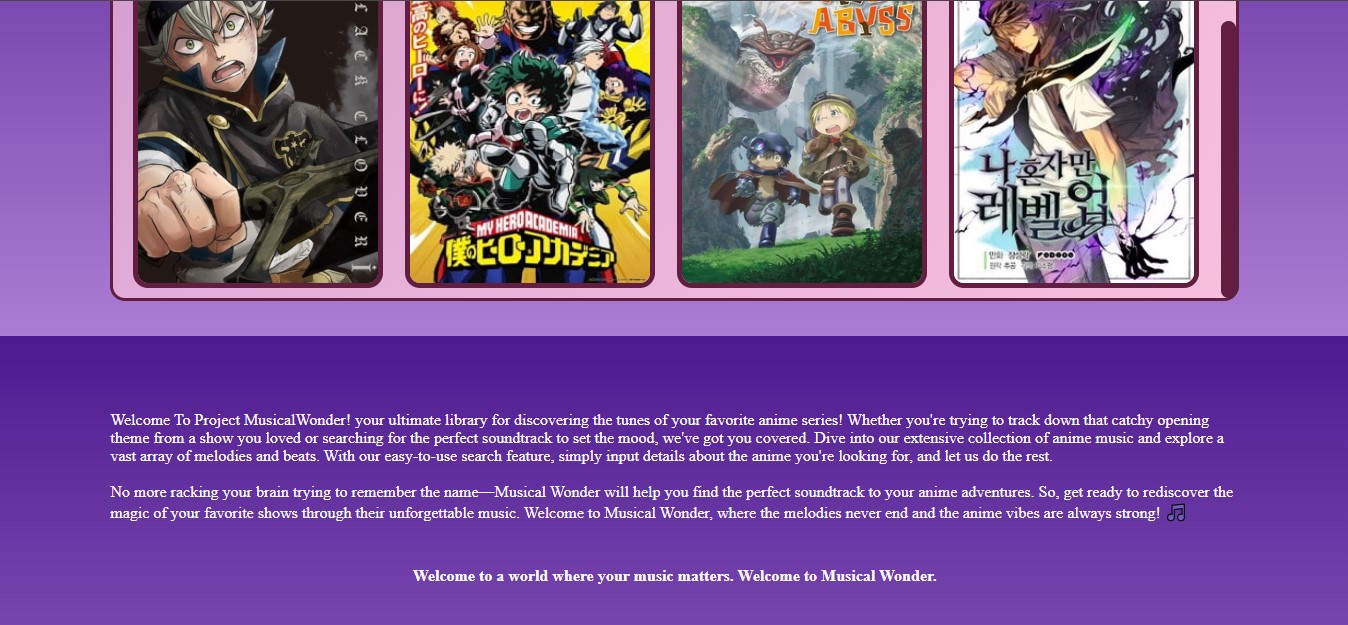 BLACK CLOVER
ABYSS
高のヒーローに!
MY HERO ACADEMIA
僕のヒーローアカデミア
나 혼자만
레벨업
만화 장성락
원작 추공
Welcome To Project MusicalWonder! your ultimate library for discovering the tunes of your favorite anime series! Whether you're trying to track down that catchy opening
theme from a show you loved or searching for the perfect soundtrack to set the mood, we've got you covered. Dive into our extensive collection of anime music and explore a
vast array of melodies and beats. With our easy-to-use search feature, simply input details about the anime you're looking for, and let us do the rest.
No more racking your brain trying to remember the name—Musical Wonder will help you find the perfect soundtrack to your anime adventures. So, get ready to rediscover the
magic of your favorite shows through their unforgettable music. Welcome to Musical Wonder, where the melodies never end and the anime vibes are always strong! 🎵
Welcome to a world where your music matters. Welcome to Musical Wonder.